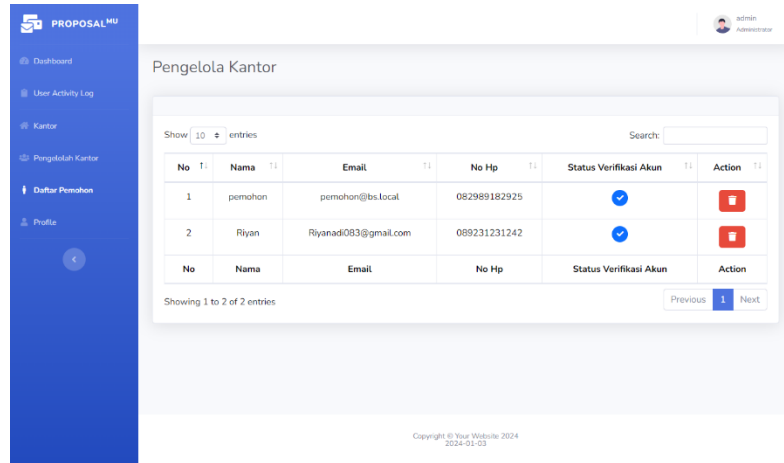 PROPOSALMU
admin
Administrator
Dashboard
User Activity Log
Kantor
Pengelolah Kantor
Daftar Pemohon
Profile
Pengelola Kantor
Show 10 entries
Search:
No Nama Email No Hp Status Verifikasi Akun Action
1 pemohon pemohon@bs.local 082989182925
2 Riyan Riyanadi083@gmail.com 089231231242
No Nama Email No Hp Status Verifikasi Akun Action
Showing 1 to 2 of 2 entries
Previous 1 Next
Copyright © Your Website 2024
2024-01-03